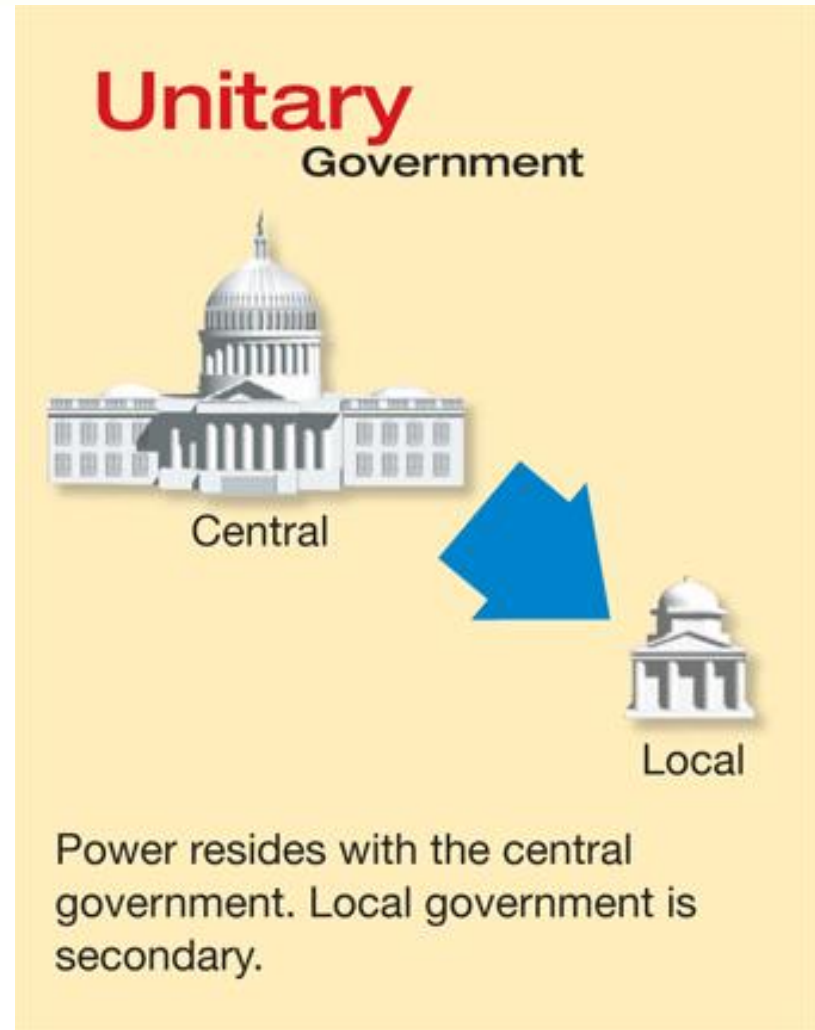 Unitary
Government
Central
Local
Power resides with the central
government. Local government is
secondary.